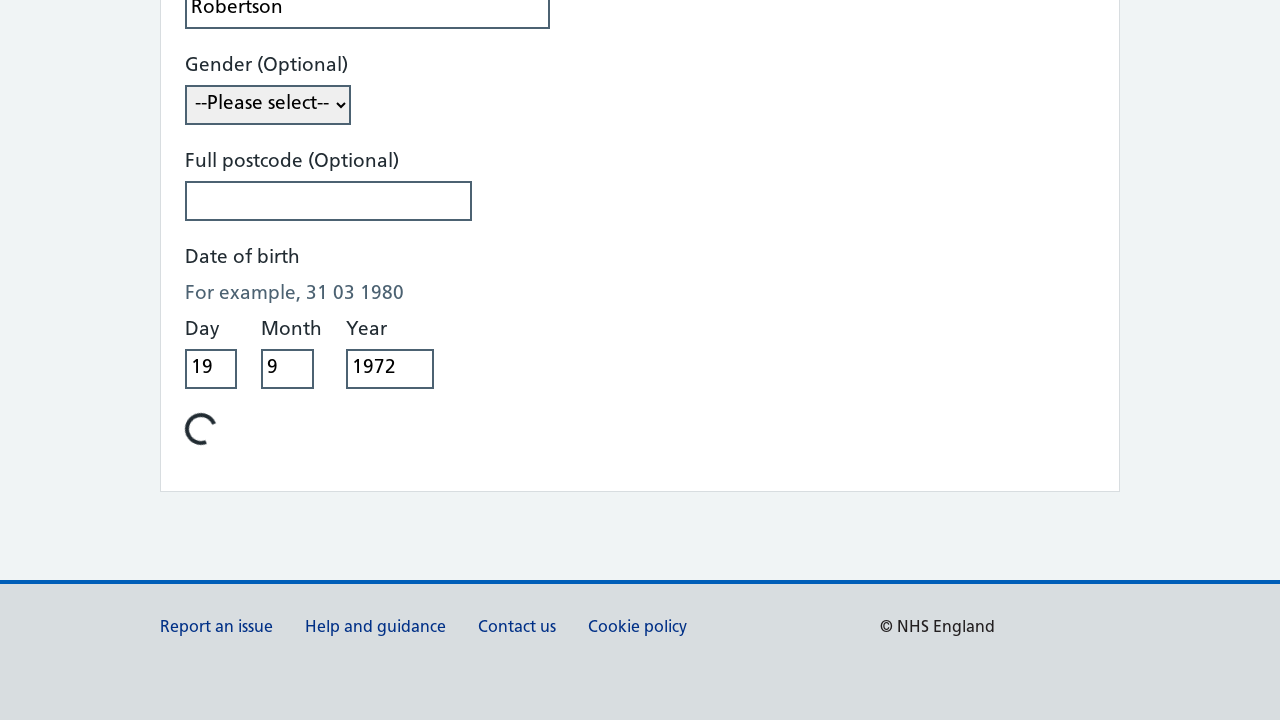 Robertson
Gender (Optional)
--Please select--
Full postcode (Optional)
Date of birth
For example, 31 03 1980
Day Month Year
19 9 1972
Report an issue Help and guidance Contact us Cookie policy © NHS England